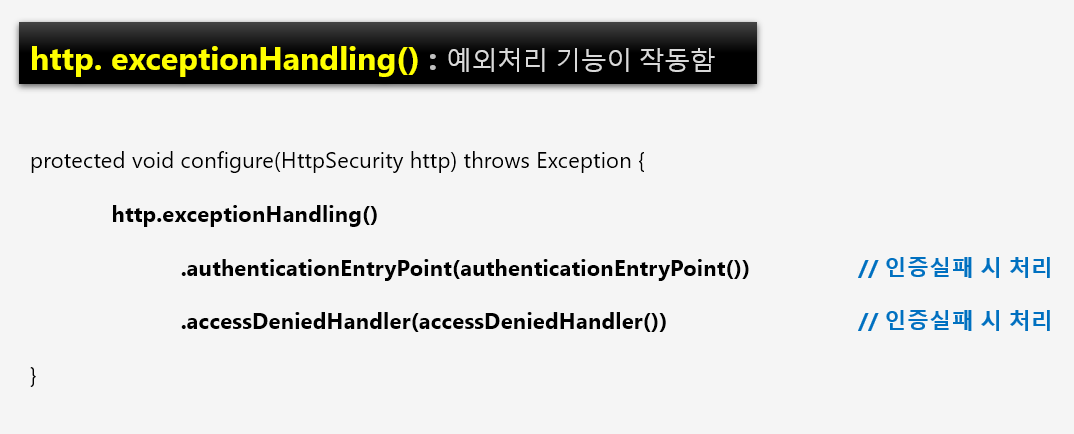 http. exceptionHandling() : 예외처리 기능이 작동함
protected void configure(HttpSecurity http) throws Exception {
http.exceptionHandling()
.authenticationEntryPoint(authenticationEntryPoint()) // 인증실패 시 처리
.accessDeniedHandler(accessDeniedHandler()) // 인증실패 시 처리
}